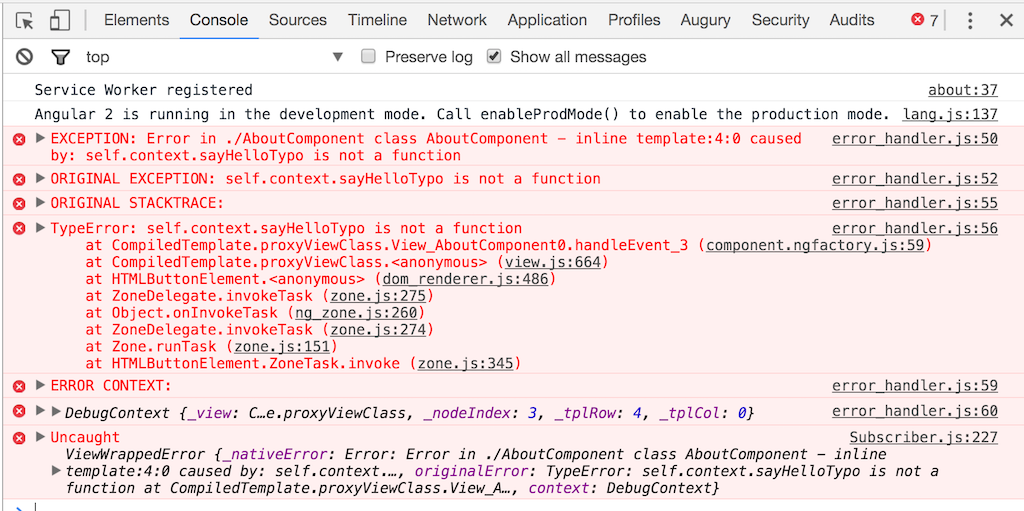 Elements Console Sources Timeline Network Application Profiles Augury Security Audits 7
top Preserve log Show all messages
Service Worker registered about:37
Angular 2 is running in the development mode. Call enableProdMode() to enable the production mode. lang.js:137
EXCEPTION: Error in ./AboutComponent class AboutComponent – inline template:4:0 caused error_handler.js:50
by: self.context.sayHelloTypo is not a function
ORIGINAL EXCEPTION: self.context.sayHelloTypo is not a function error_handler.js:52
ORIGINAL STACKTRACE: error_handler.js:55
TypeError: self.context.sayHelloTypo is not a function error_handler.js:56
at CompiledTemplate.proxyViewClass.View_AboutComponent0.handleEvent_3 (component.ngfactory.js:59)
at CompiledTemplate.proxyViewClass.<anonymous> (view.js:664)
at HTMLButtonElement.<anonymous> (dom_renderer.js:486)
at ZoneDelegate.invokeTask (zone.js:275)
at Object.onInvokeTask (ng_zone.js:260)
at ZoneDelegate.invokeTask (zone.js:274)
at Zone.runTask (zone.js:151)
at HTMLButtonElement.ZoneTask.invoke (zone.js:345)
ERROR CONTEXT: error_handler.js:59
DebugContext {_view: C…e.proxyViewClass, _nodeIndex: 3, _tplRow: 4, _tplCol: 0} error_handler.js:60
Uncaught Subscriber.js:227
ViewWrappedError {_nativeError: Error: Error in ./AboutComponent class AboutComponent – inline
template:4:0 caused by: self.context.…, originalError: TypeError: self.context.sayHelloTypo is not a
function at CompiledTemplate.proxyViewClass.View_A…, context: DebugContext}